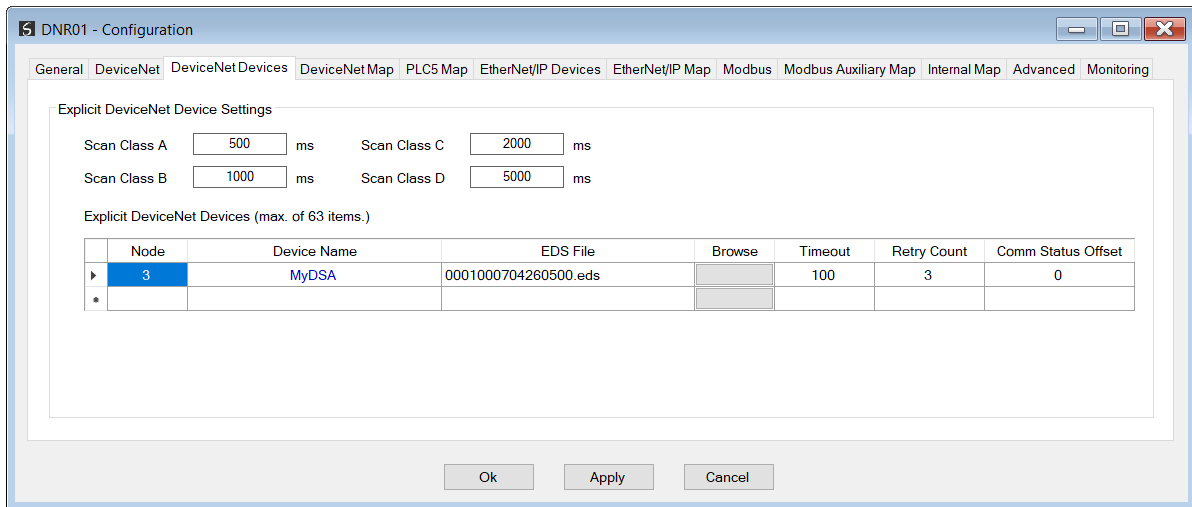 DNR01 - Configuration
General DeviceNet DeviceNet Devices DeviceNet Map PLC5 Map EtherNet/IP Devices EtherNet/IP Map Modbus Modbus Auxiliary Map Internal Map Advanced Monitoring
Explicit DeviceNet Device Settings
Scan Class A 500 ms Scan Class C 2000 ms
Scan Class B 1000 ms Scan Class D 5000 ms
Explicit DeviceNet Devices (max. of 63 items.)
Node Device Name EDS File Browse Timeout Retry Count Comm Status Offset
3 MyDSA 0001000704260500.eds 100 3 0
Ok Apply Cancel